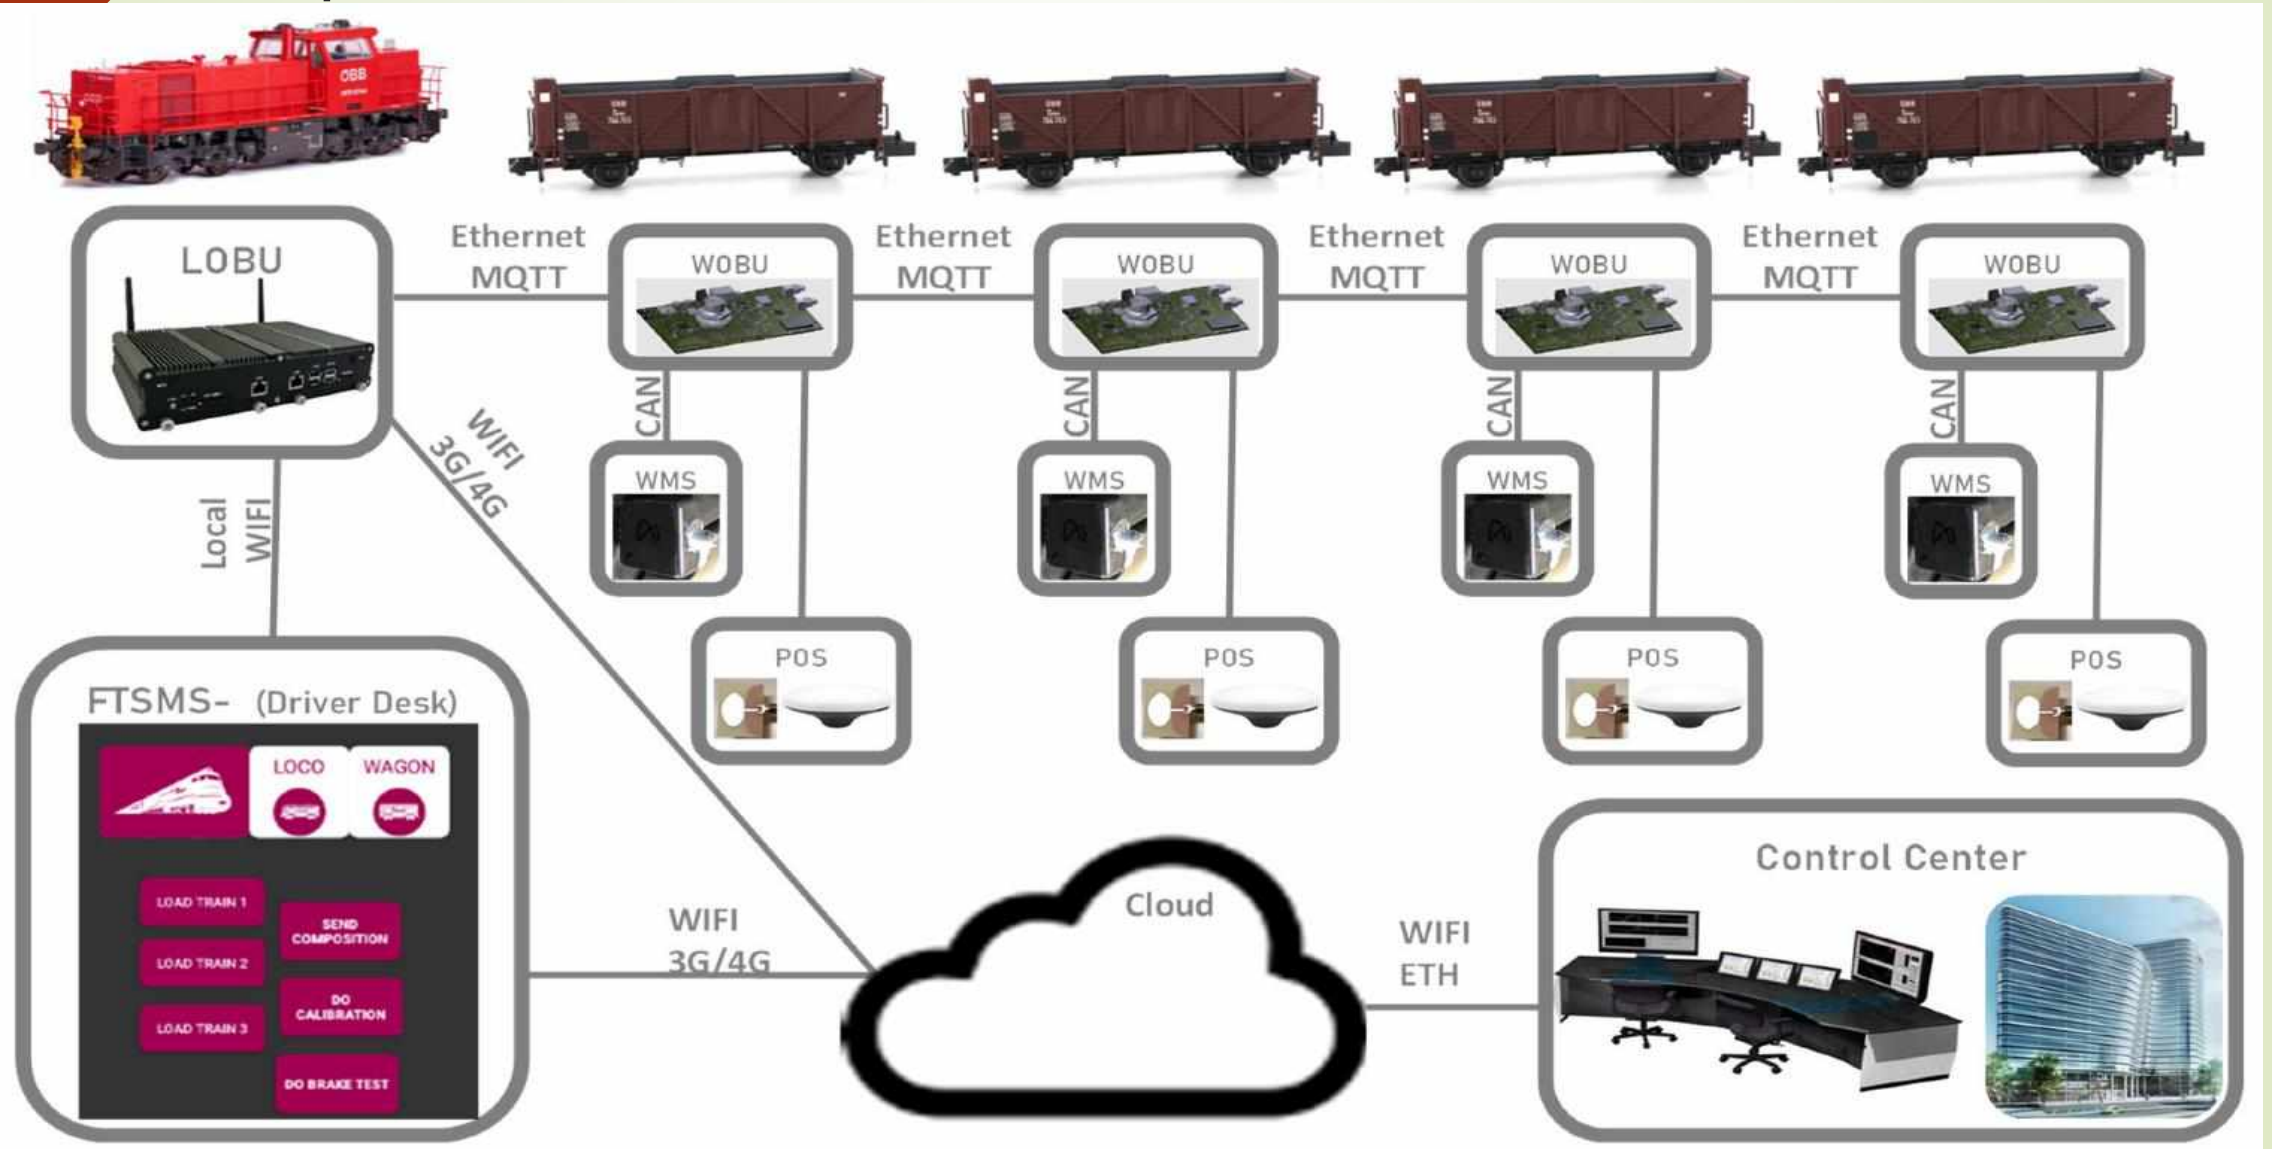 ÖBB
LOBU
Ethernet
MQTT
WOBU
Ethernet
MQTT
WOBU
Ethernet
MQTT
WOBU
Ethernet
MQTT
WOBU
CAN
CAN
CAN
CAN
WIFI
3G/4G
WMS
WMS
WMS
WMS
Local
WIFI
POS
POS
POS
POS
FTSMS- (Driver Desk)
LOCO
WAGON
LOAD TRAIN 1
LOAD TRAIN 2
LOAD TRAIN 3
SEND
COMPOSITION
DO
CALIBRATION
DO BRAKE TEST
WIFI
3G/4G
Cloud
WIFI
ETH
Control Center